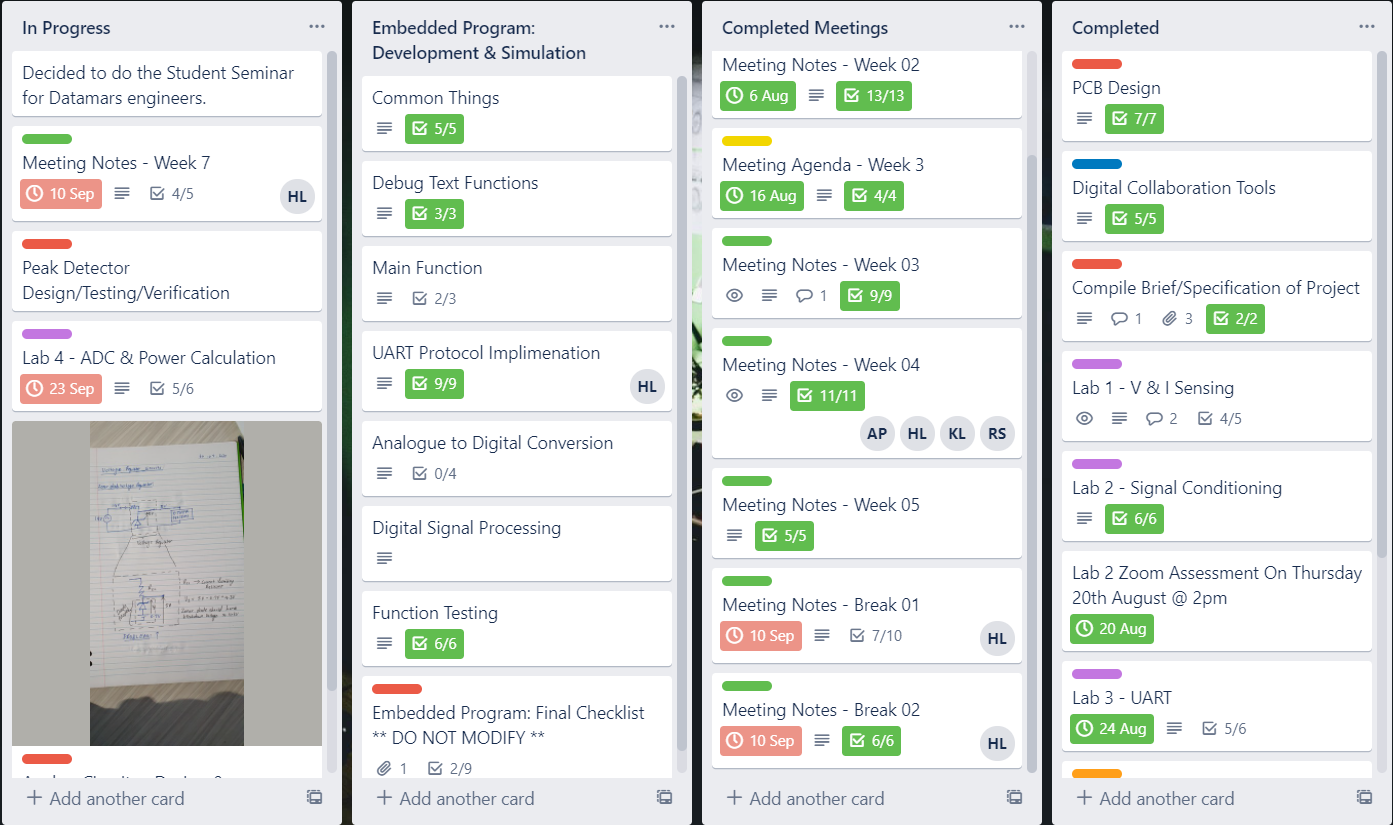 In Progress
Decided to do the Student Seminar
for Datamars engineers.
Meeting Notes - Week 7
10 Sep 4/5 HL
Peak Detector
Design/Testing/Verification
Lab 4 - ADC & Power Calculation
23 Sep 5/6
Add another card
Embedded Program:
Development & Simulation
Common Things
5/5
Debug Text Functions
3/3
Main Function
2/3
UART Protocol Implimenation
9/9 HL
Analogue to Digital Conversion
0/4
Digital Signal Processing
Function Testing
6/6
Embedded Program: Final Checklist
** DO NOT MODIFY **
1 2/9
Add another card
Completed Meetings
Meeting Notes - Week 02
6 Aug 13/13
Meeting Agenda - Week 3
16 Aug 4/4
Meeting Notes - Week 03
1 9/9
Meeting Notes - Week 04
11/11
AP HL KL RS
Meeting Notes - Week 05
5/5
Meeting Notes - Break 01
10 Sep 7/10 HL
Meeting Notes - Break 02
10 Sep 6/6 HL
Add another card
Completed
PCB Design
7/7
Digital Collaboration Tools
5/5
Compile Brief/Specification of Project
1 3 2/2
Lab 1 - V & I Sensing
2 4/5
Lab 2 - Signal Conditioning
6/6
Lab 2 Zoom Assessment On Thursday
20th August @ 2pm
20 Aug
Lab 3 - UART
24 Aug 5/6
Add another card